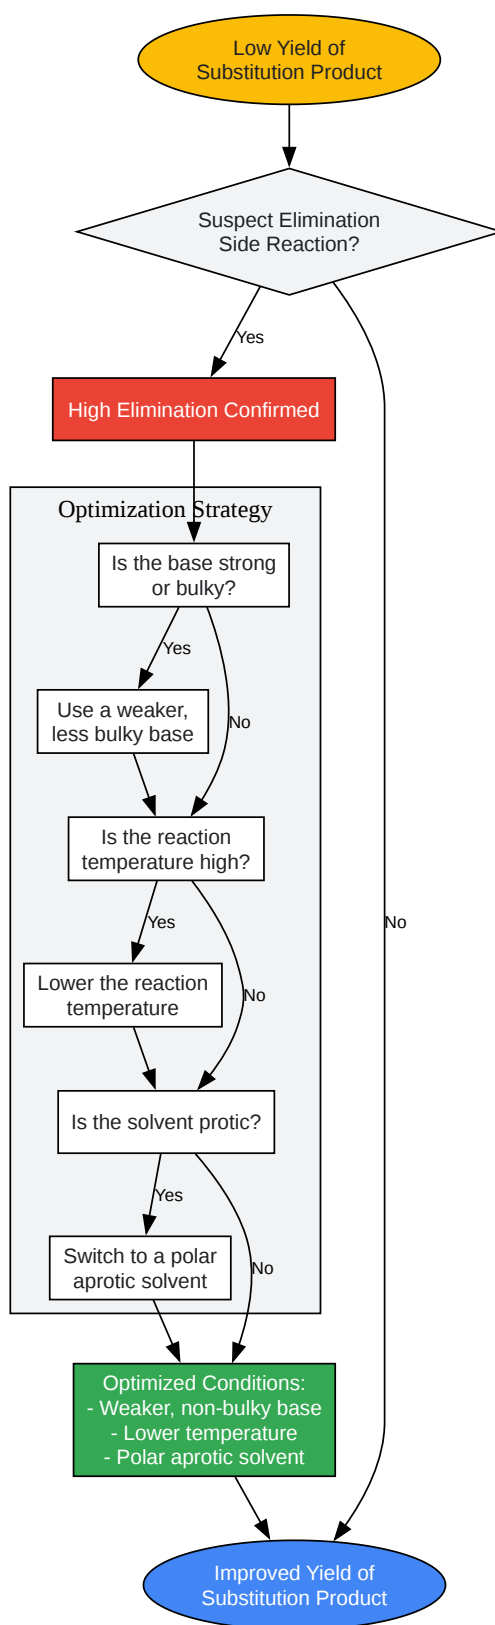 Low Yield of
Substitution Product
Suspect Elimination
Side Reaction?
Yes
High Elimination Confirmed
Optimization Strategy
Is the base strong
or bulky?
Yes
Use a weaker,
less bulky base
No
Is the reaction
temperature high?
Yes
No
Lower the reaction
temperature
No
Is the solvent protic?
Yes
Switch to a polar
aprotic solvent
No
Optimized Conditions:
- Weaker, non-bulky base
- Lower temperature
- Polar aprotic solvent
Improved Yield of
Substitution Product